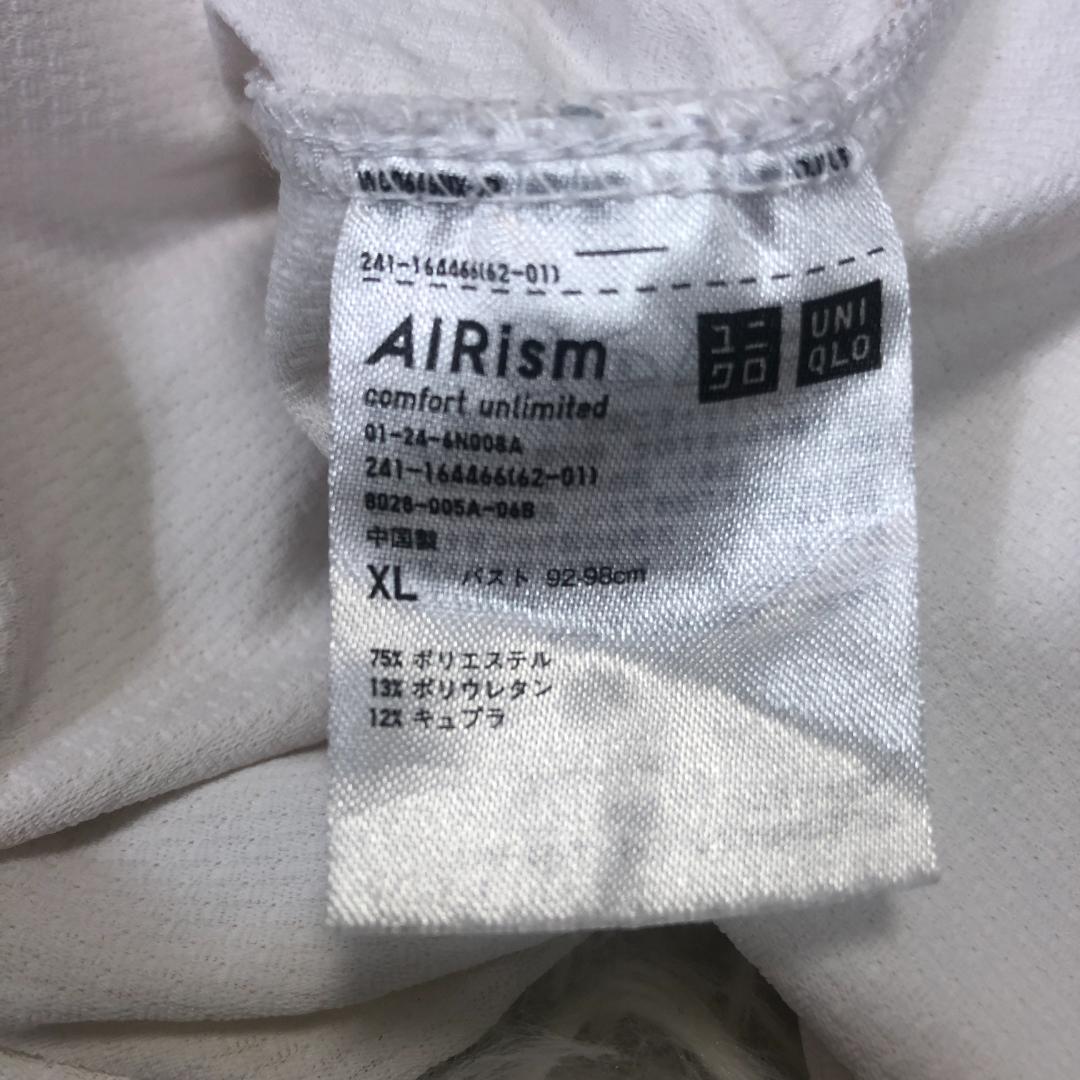 241-164466(62-01)
AIRism
ユニクロ
UNIQLO
comfort unlimited
01-24-6N008A
241-164466(62-01)
8028-005A-06B
中国製
XL バスト 92-98cm
75% ポリエステル
13% ポリウレタン
12% キュプラ